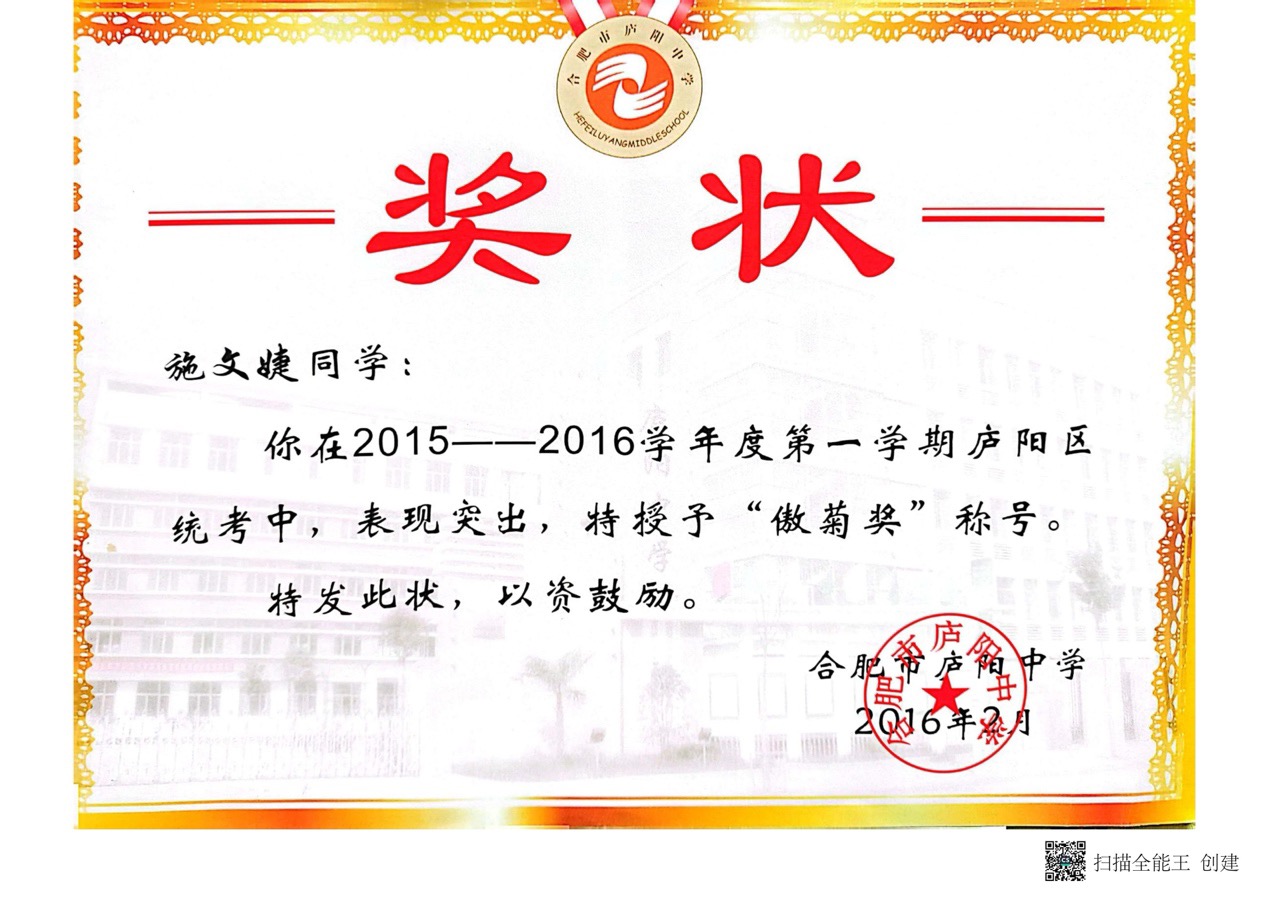 合肥市庐阳中学
HEFEILUYANGMIDDLESCHOOL
奖 状
施文婕同学：
你在2015——2016学年度第一学期庐阳区
统考中，表现突出，特授予“傲菊奖”称号。
特发此状，以资鼓励。
合肥市庐阳中学
2016年2月
合肥市庐阳中学
扫描全能王 创建